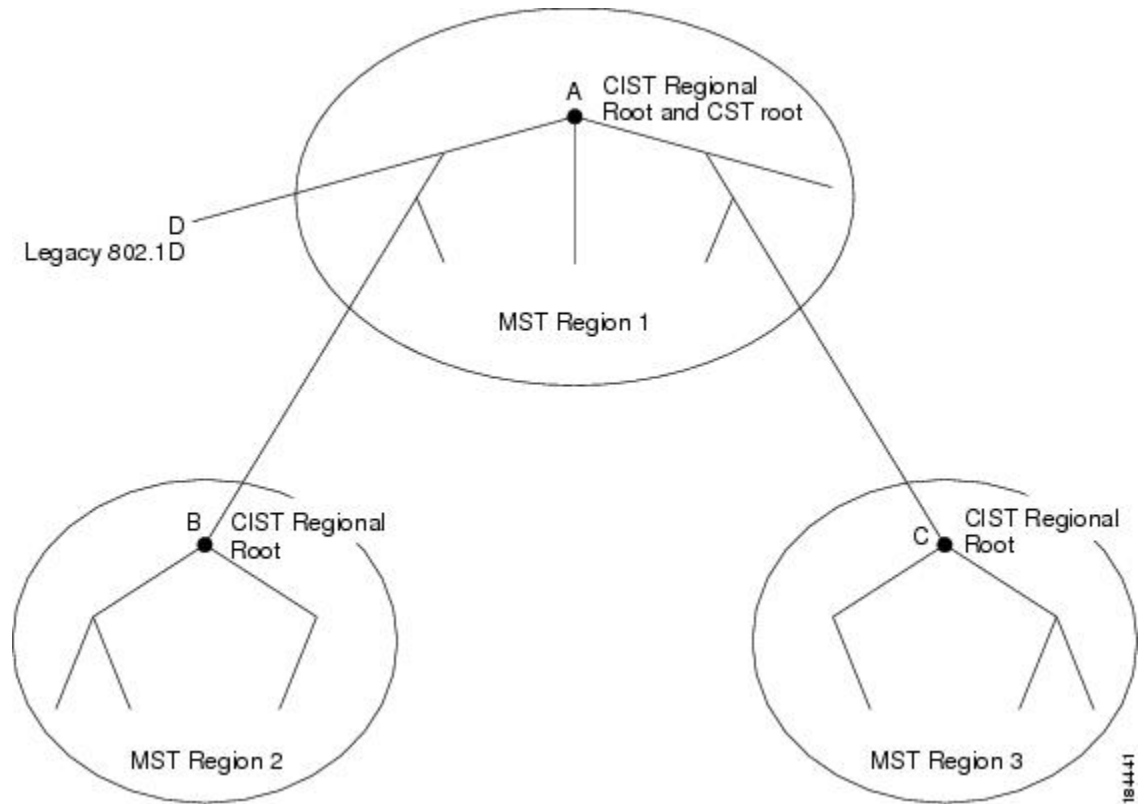 A
CIST Regional
Root and CST root
D
Legacy 802.1D
MST Region 1
B
CIST Regional
Root
C
CIST Regional
Root
MST Region 2
MST Region 3
184441